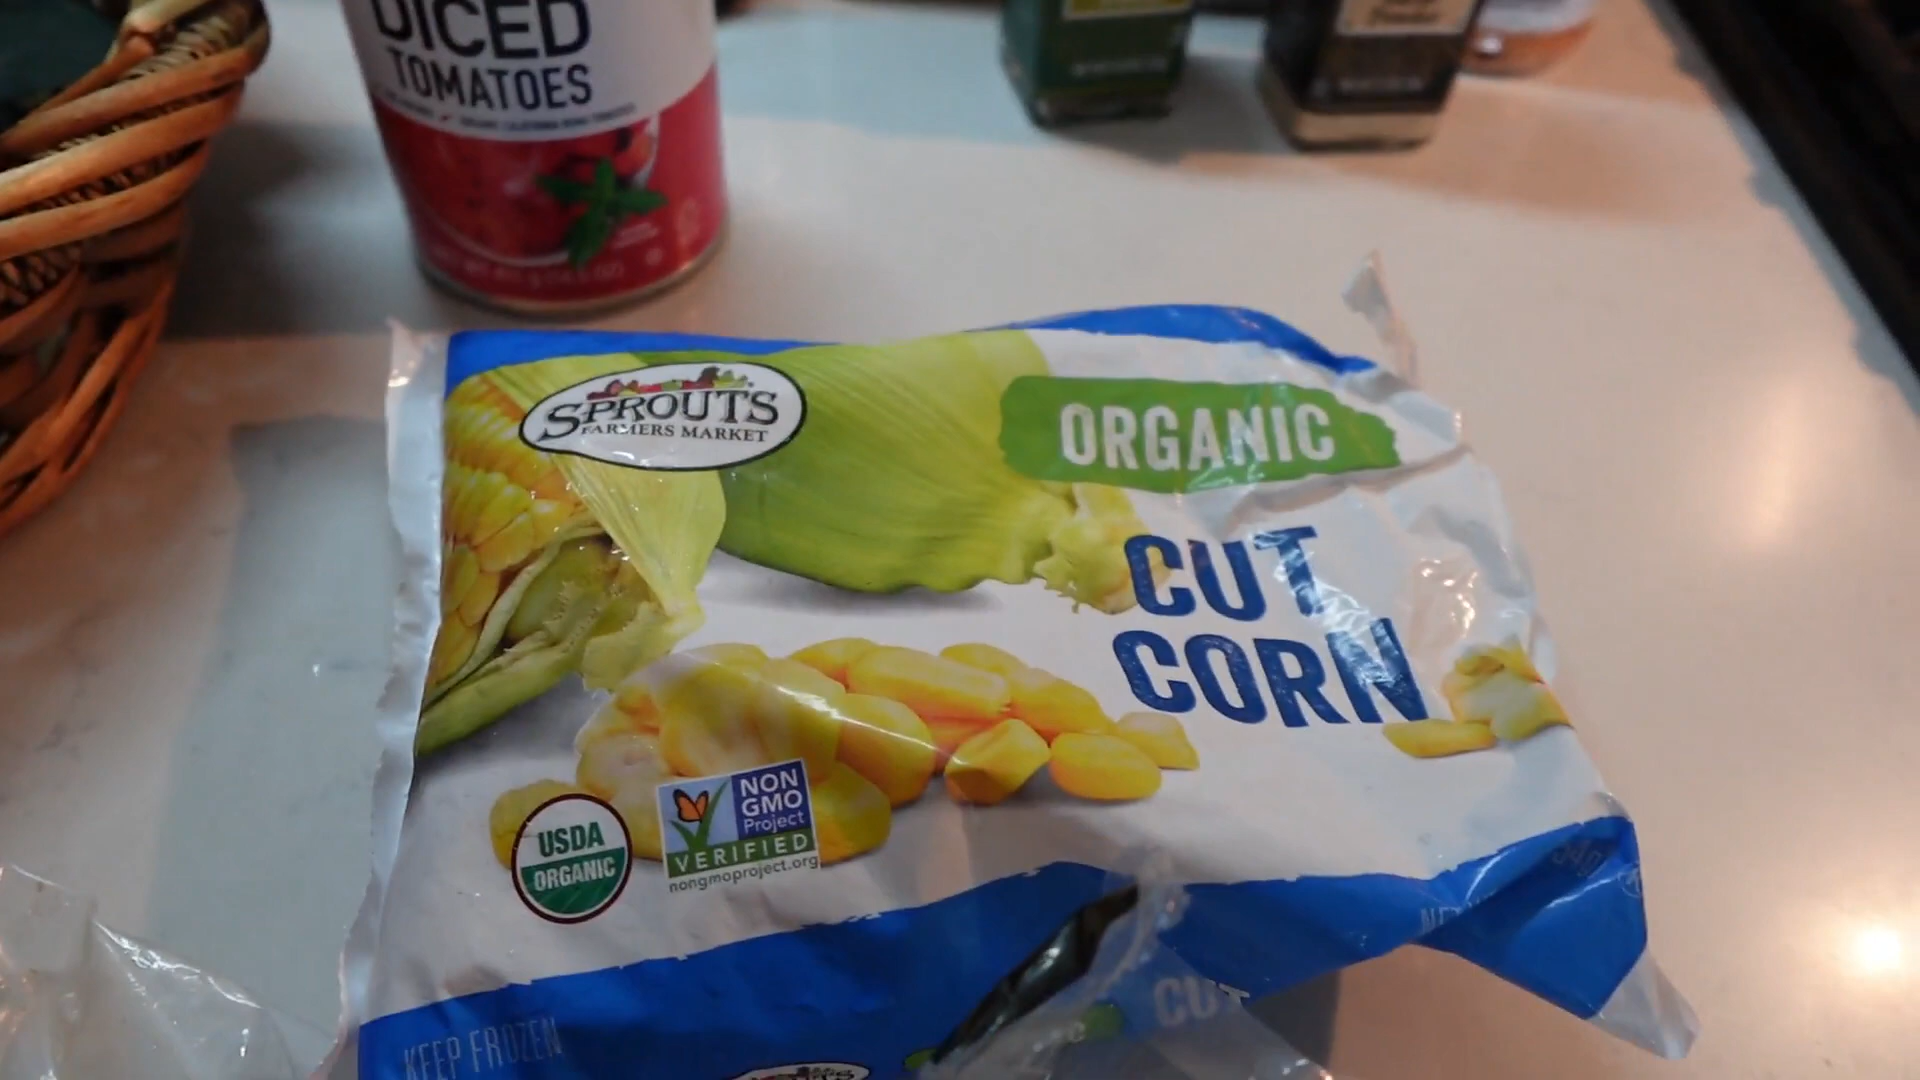 DICED
TOMATOES
SPROUTS
FARMERS MARKET
ORGANIC
CUT
CORN
USDA
ORGANIC
NON
GMO
Project
VERIFIED
nongmoproject.org
KEEP FROZEN
CUT